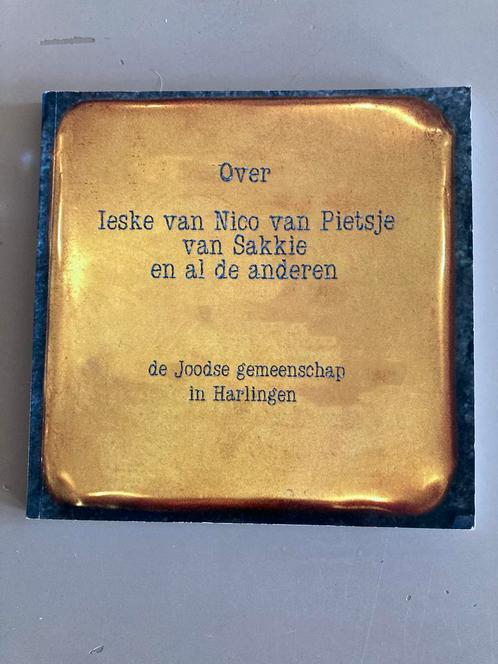 Over
Ieske van Nico van Pietsje
van Sakkie
en al de anderen
de Joodse gemeenschap
in Harlingen